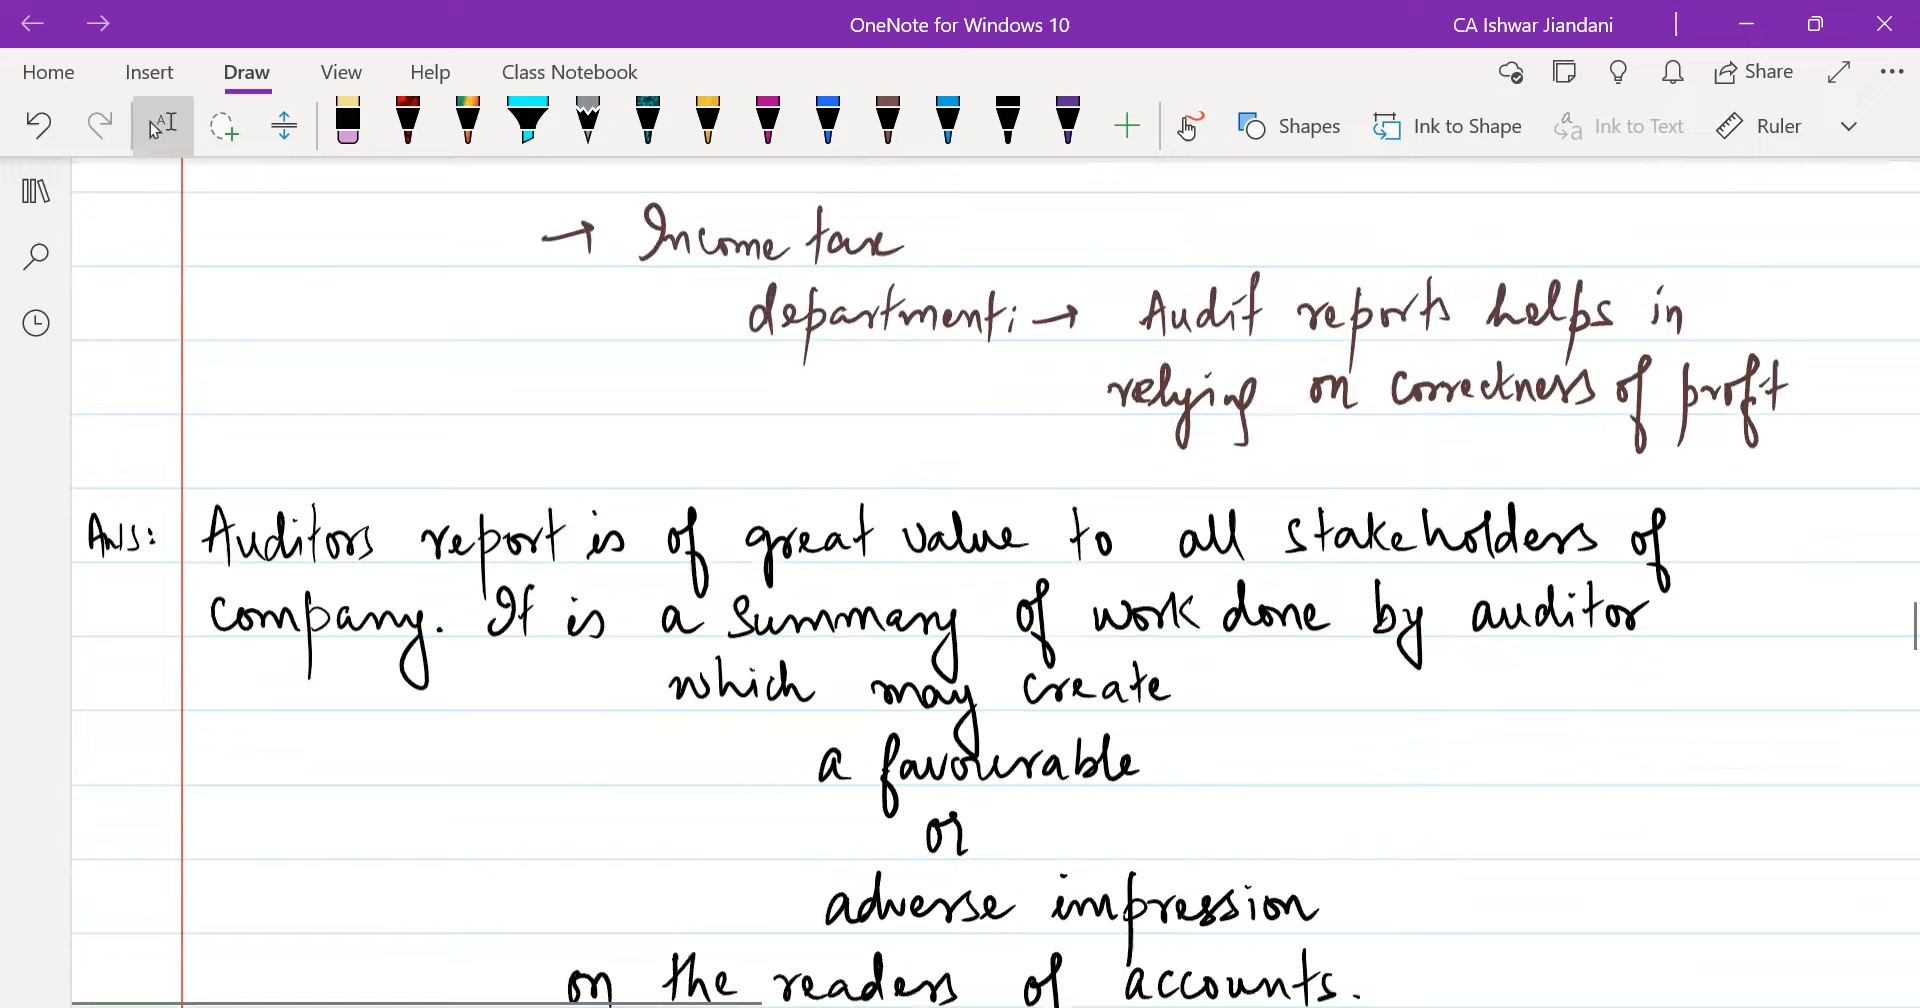 OneNote for Windows 10
CA Ishwar Jiandani
Home Insert Draw View Help Class Notebook
Share
Shapes Ink to Shape Ink to Text Ruler
→ Income tax
department: → Audit reports helps in
relying on correctness of profit
Ans: Auditors report is of great value to all stakeholders of
company. It is a summary of work done by auditor
which may create
a favourable
or
adverse impression
on the readers of accounts.